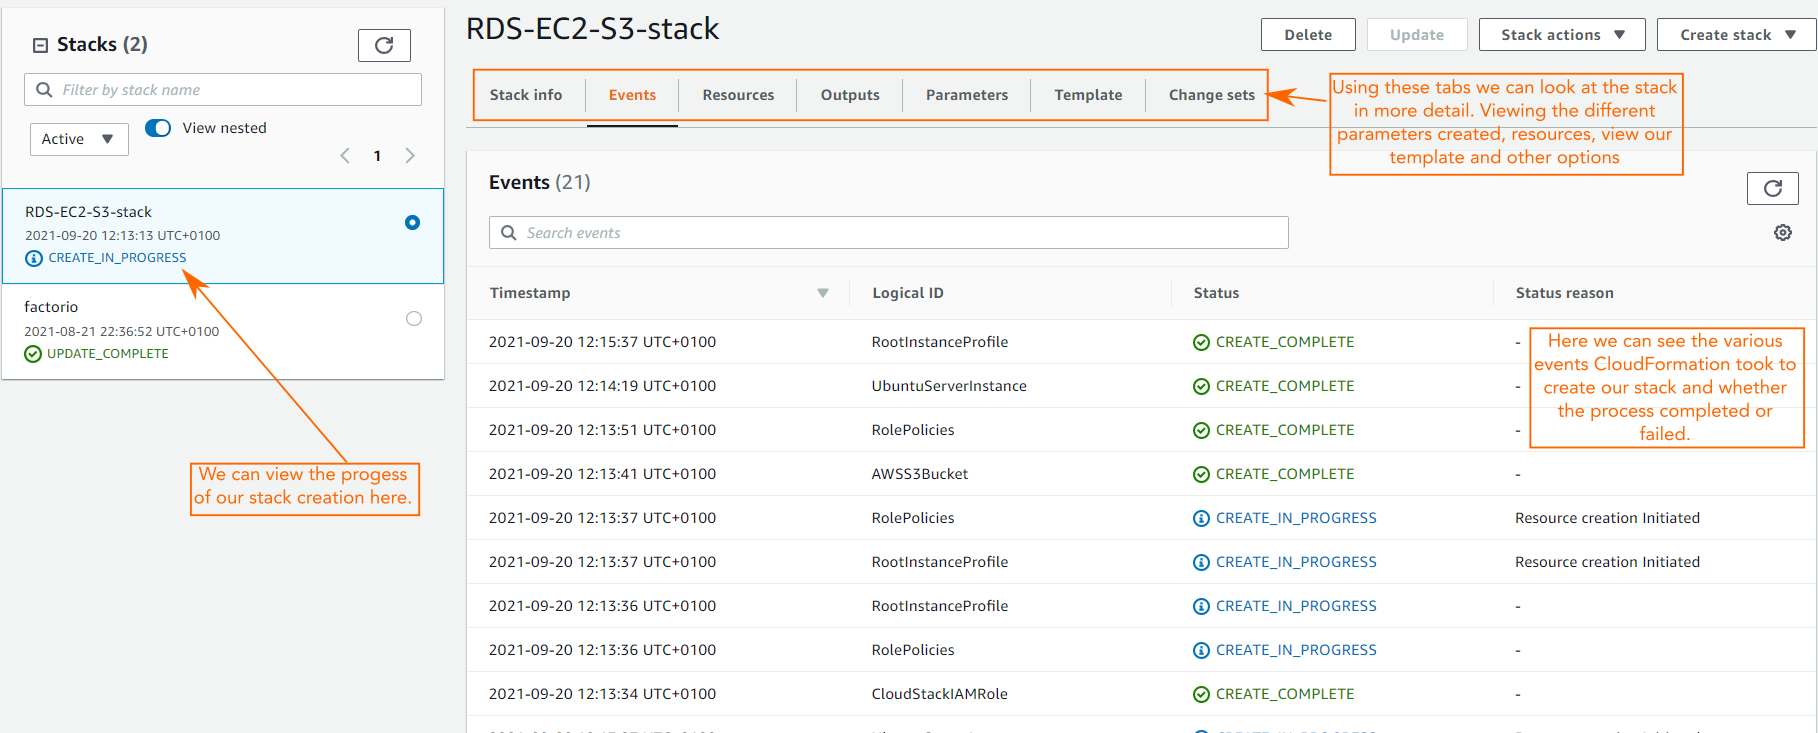 Stacks (2)
Filter by stack name
Active
View nested
1
RDS-EC2-S3-stack
2021-09-20 12:13:13 UTC+0100
CREATE_IN_PROGRESS
factorio
2021-08-21 22:36:52 UTC+0100
UPDATE_COMPLETE
We can view the progess
of our stack creation here.
RDS-EC2-S3-stack
Delete Update Stack actions Create stack
Stack info Events Resources Outputs Parameters Template Change sets
Using these tabs we can look at the stack
in more detail. Viewing the different
parameters created, resources, view our
template and other options
Events (21)
Search events
Timestamp Logical ID Status Status reason
2021-09-20 12:15:37 UTC+0100 RootInstanceProfile CREATE_COMPLETE -
2021-09-20 12:14:19 UTC+0100 UbuntuServerInstance CREATE_COMPLETE -
2021-09-20 12:13:51 UTC+0100 RolePolicies CREATE_COMPLETE -
2021-09-20 12:13:41 UTC+0100 AWSS3Bucket CREATE_COMPLETE -
2021-09-20 12:13:37 UTC+0100 RolePolicies CREATE_IN_PROGRESS Resource creation Initiated
2021-09-20 12:13:37 UTC+0100 RootInstanceProfile CREATE_IN_PROGRESS Resource creation Initiated
2021-09-20 12:13:36 UTC+0100 RootInstanceProfile CREATE_IN_PROGRESS -
2021-09-20 12:13:36 UTC+0100 RolePolicies CREATE_IN_PROGRESS -
2021-09-20 12:13:34 UTC+0100 CloudStackIAMRole CREATE_COMPLETE -
Here we can see the various
events CloudFormation took to
create our stack and whether
the process completed or
failed.